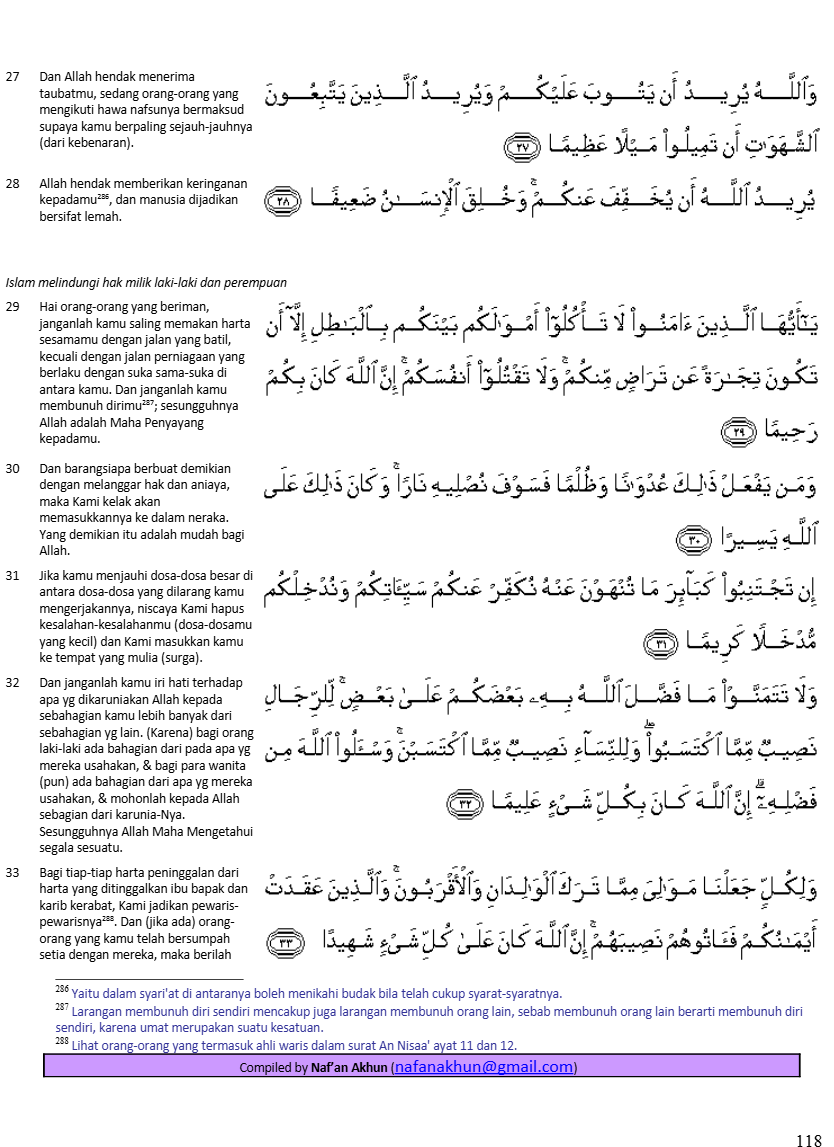 27 Dan Allah hendak menerima
taubatmu, sedang orang-orang yang
mengikuti hawa nafsunya bermaksud
supaya kamu berpaling sejauh-jauhnya
(dari kebenaran).
وَٱللَّهُ يُرِيدُ أَن يَتُوبَ عَلَيْكُمْ وَيُرِيدُ ٱلَّذِينَ يَتَّبِعُونَ
ٱلشَّهَوَٰتِ أَن تَمِيلُوا۟ مَيْلًا عَظِيمًا ٢٧
28 Allah hendak memberikan keringanan
kepadamu²⁸⁶, dan manusia dijadikan
bersifat lemah.
يُرِيدُ ٱللَّهُ أَن يُخَفِّفَ عَنكُمْ ۚ وَخُلِقَ ٱلْإِنسَـٰنُ ضَعِيفًا ٢٨
Islam melindungi hak milik laki-laki dan perempuan
29 Hai orang-orang yang beriman,
janganlah kamu saling memakan harta
sesamamu dengan jalan yang batil,
kecuali dengan jalan perniagaan yang
berlaku dengan suka sama-suka di
antara kamu. Dan janganlah kamu
membunuh dirimu²⁸⁷; sesungguhnya
Allah adalah Maha Penyayang
kepadamu.
يَـٰٓأَيُّهَا ٱلَّذِينَ ءَامَنُوا۟ لَا تَأْكُلُوٓا۟ أَمْوَٰلَكُم بَيْنَكُم بِٱلْبَـٰطِلِ إِلَّآ أَن
تَكُونَ تِجَـٰرَةً عَن تَرَاضٍ مِّنكُمْ ۚ وَلَا تَقْتُلُوٓا۟ أَنفُسَكُمْ ۚ إِنَّ ٱللَّهَ كَانَ بِكُمْ
رَحِيمًا ٢٩
30 Dan barangsiapa berbuat demikian
dengan melanggar hak dan aniaya,
maka Kami kelak akan
memasukkannya ke dalam neraka.
Yang demikian itu adalah mudah bagi
Allah.
وَمَن يَفْعَلْ ذَٰلِكَ عُدْوَٰنًا وَظُلْمًا فَسَوْفَ نُصْلِيهِ نَارًا ۚ وَكَانَ ذَٰلِكَ عَلَى
ٱللَّهِ يَسِيرًا ٣٠
31 Jika kamu menjauhi dosa-dosa besar di
antara dosa-dosa yang dilarang kamu
mengerjakannya, niscaya Kami hapus
kesalahan-kesalahanmu (dosa-dosamu
yang kecil) dan Kami masukkan kamu
ke tempat yang mulia (surga).
إِن تَجْتَنِبُوا۟ كَبَآئِرَ مَا تُنْهَوْنَ عَنْهُ نُكَفِّرْ عَنكُمْ سَيِّـَٔاتِكُمْ وَنُدْخِلْكُم
مُّدْخَلًا كَرِيمًا ٣١
32 Dan janganlah kamu iri hati terhadap
apa yg dikaruniakan Allah kepada
sebahagian kamu lebih banyak dari
sebahagian yg lain. (Karena) bagi orang
laki-laki ada bahagian dari pada apa yg
mereka usahakan, & bagi para wanita
(pun) ada bahagian dari apa yg mereka
usahakan, & mohonlah kepada Allah
sebagian dari karunia-Nya.
Sesungguhnya Allah Maha Mengetahui
segala sesuatu.
وَلَا تَتَمَنَّوْا۟ مَا فَضَّلَ ٱللَّهُ بِهِۦ بَعْضَكُمْ عَلَىٰ بَعْضٍ ۚ لِّلرِّجَالِ
نَصِيبٌ مِّمَّا ٱكْتَسَبُوا۟ ۖ وَلِلنِّسَآءِ نَصِيبٌ مِّمَّا ٱكْتَسَبْنَ ۚ وَسْـَٔلُوا۟ ٱللَّهَ مِن
فَضْلِهِۦٓ ۗ إِنَّ ٱللَّهَ كَانَ بِكُلِّ شَىْءٍ عَلِيمًا ٣٢
33 Bagi tiap-tiap harta peninggalan dari
harta yang ditinggalkan ibu bapak dan
karib kerabat, Kami jadikan pewaris-
pewarisnya²⁸⁸. Dan (jika ada) orang-
orang yang kamu telah bersumpah
setia dengan mereka, maka berilah
وَلِكُلٍّ جَعَلْنَا مَوَٰلِىَ مِمَّا تَرَكَ ٱلْوَٰلِدَانِ وَٱلْأَقْرَبُونَ ۚ وَٱلَّذِينَ عَقَدَتْ
أَيْمَـٰنُكُمْ فَـَٔاتُوهُمْ نَصِيبَهُمْ ۚ إِنَّ ٱللَّهَ كَانَ عَلَىٰ كُلِّ شَىْءٍ شَهِيدًا ٣٣
²⁸⁶ Yaitu dalam syari'at di antaranya boleh menikahi budak bila telah cukup syarat-syaratnya.
²⁸⁷ Larangan membunuh diri sendiri mencakup juga larangan membunuh orang lain, sebab membunuh orang lain berarti membunuh diri
sendiri, karena umat merupakan suatu kesatuan.
²⁸⁸ Lihat orang-orang yang termasuk ahli waris dalam surat An Nisaa' ayat 11 dan 12.
Compiled by Naf'an Akhun (nafanakhun@gmail.com)
118